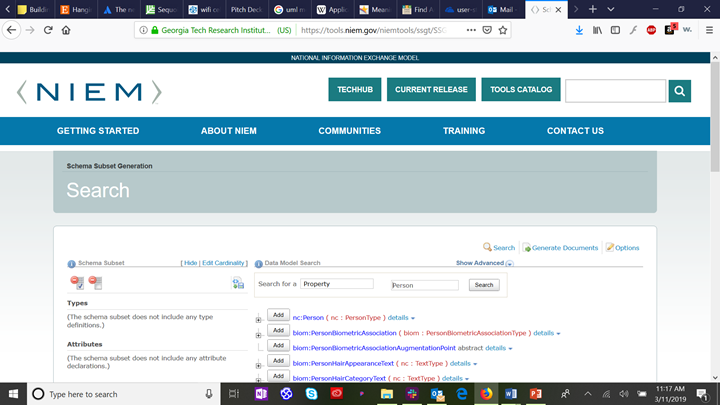 Building
Hangi
The ne
Sequo
wifi ce
Pitch Deck
uml m
Applic
Meani
Find A
user-n
Mail -
Sc
Georgia Tech Research Institut... (US) https://tools.niem.gov/niemtools/ssgt/SSG
NATIONAL INFORMATION EXCHANGE MODEL
NIEM
TECHHUB CURRENT RELEASE TOOLS CATALOG
GETTING STARTED ABOUT NIEM COMMUNITIES TRAINING CONTACT US
Schema Subset Generation
Search
Search Generate Documents Options
Schema Subset [ Hide | Edit Cardinality ] Data Model Search Show Advanced
Search for a Property Person Search
Types
(The schema subset does not include any type
definitions.)
Attributes
(The schema subset does not include any attribute
declarations.)
Add nc:Person ( nc : PersonType ) details
Add biom:PersonBiometricAssociation ( biom : PersonBiometricAssociationType ) details
Add biom:PersonBiometricAssociationAugmentationPoint abstract details
Add biom:PersonHairAppearanceText ( nc : TextType ) details
Add biom:PersonHairCategoryText ( nc : TextType ) details
Type here to search
11:17 AM
3/11/2019